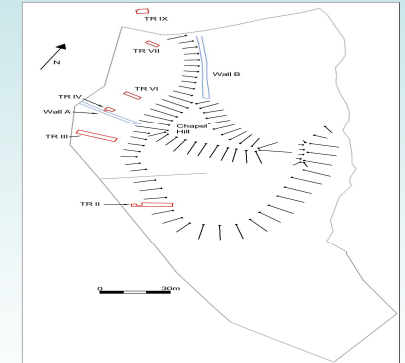 TR IX
TR VII
N
Wall B
TR VI
TR IV
Wall A
Chapel
Hill
TR III
TR II
0 30m